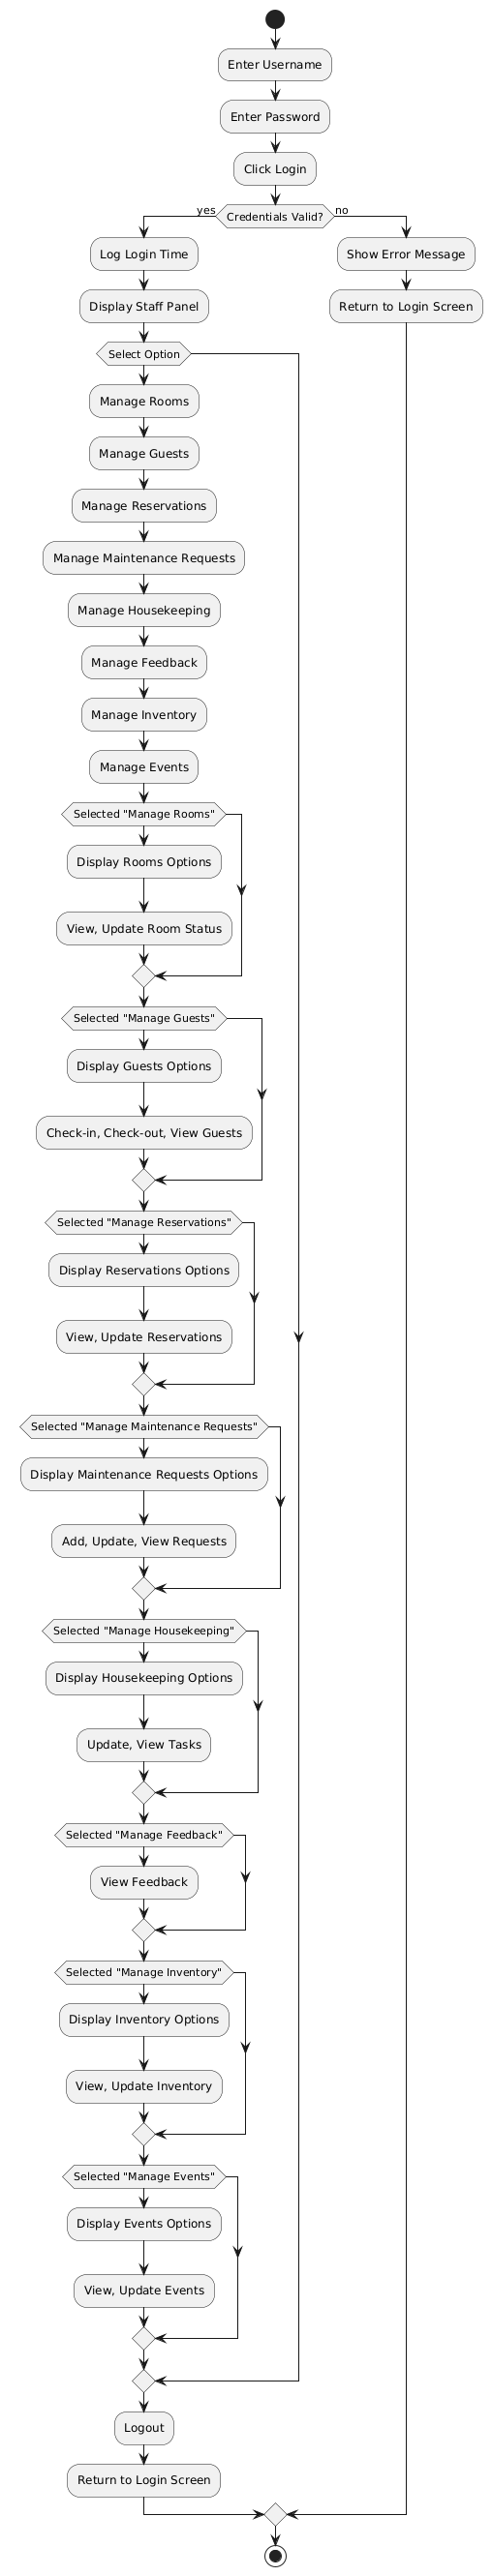 Enter Username
Enter Password
Click Login
yes
Credentials Valid?
no
Log Login Time
Show Error Message
Display Staff Panel
Return to Login Screen
Select Option
Manage Rooms
Manage Guests
Manage Reservations
Manage Maintenance Requests
Manage Housekeeping
Manage Feedback
Manage Inventory
Manage Events
Selected "Manage Rooms"
Display Rooms Options
View, Update Room Status
Selected "Manage Guests"
Display Guests Options
Check-in, Check-out, View Guests
Selected "Manage Reservations"
Display Reservations Options
View, Update Reservations
Selected "Manage Maintenance Requests"
Display Maintenance Requests Options
Add, Update, View Requests
Selected "Manage Housekeeping"
Display Housekeeping Options
Update, View Tasks
Selected "Manage Feedback"
View Feedback
Selected "Manage Inventory"
Display Inventory Options
View, Update Inventory
Selected "Manage Events"
Display Events Options
View, Update Events
Logout
Return to Login Screen